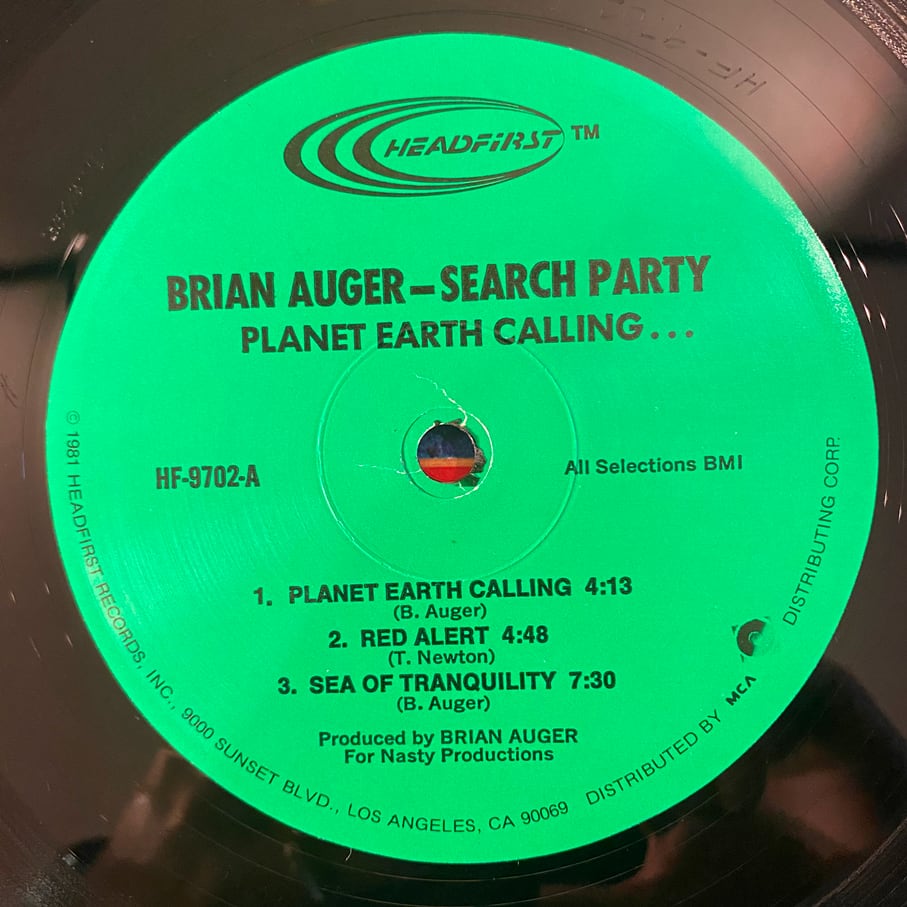 HEADFIRST TM
BRIAN AUGER–SEARCH PARTY
PLANET EARTH CALLING...
HF-9702-A
All Selections BMI
1. PLANET EARTH CALLING 4:13
(B. Auger)
2. RED ALERT 4:48
(T. Newton)
3. SEA OF TRANQUILITY 7:30
(B. Auger)
Produced by BRIAN AUGER
For Nasty Productions
© 1981 HEADFIRST RECORDS, INC., 9000 SUNSET BLVD., LOS ANGELES, CA 90069 DISTRIBUTED BY MCA DISTRIBUTING CORP.